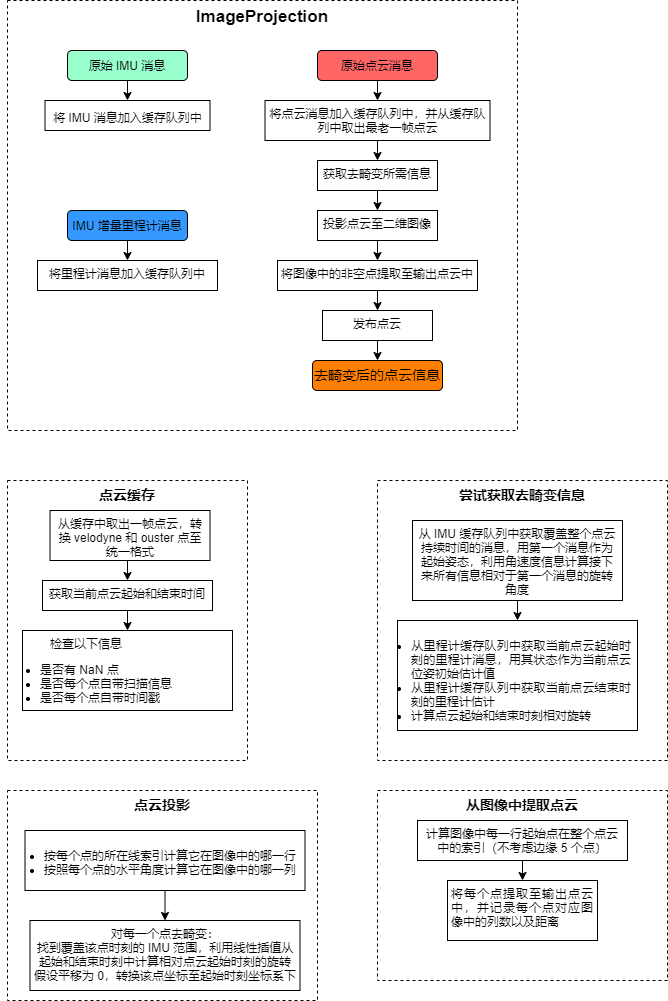 ImageProjection
原始 IMU 消息
将 IMU 消息加入缓存队列中
IMU 增量里程计消息
将里程计消息加入缓存队列中
原始点云消息
将点云消息加入缓存队列中，并从缓存队
列中取出最老一帧点云
获取去畸变所需信息
投影点云至二维图像
将图像中的非空点提取至输出点云中
发布点云
去畸变后的点云信息
点云缓存
从缓存中取出一帧点云，转
换 velodyne 和 ouster 点至
统一格式
获取当前点云起始和结束时间
检查以下信息
是否有 NaN 点
是否每个点自带扫描信息
是否每个点自带时间戳
尝试获取去畸变信息
从 IMU 缓存队列中获取覆盖整个点云
持续时间的消息，用第一个消息作为
起始姿态，利用角速度信息计算接下
来所有信息相对于第一个消息的旋转
角度
从里程计缓存队列中获取当前点云起始时
刻的里程计消息，用其状态作为当前点云
位姿初始估计值
从里程计缓存队列中获取当前点云结束时
刻的里程计估计
计算点云起始和结束时刻相对旋转
点云投影
按每个点的所在线索引计算它在图像中的哪一行
按照每个点的水平角度计算它在图像中的哪一列
对每一个点去畸变：
找到覆盖该点时刻的 IMU 范围，利用线性插值从
起始和结束时刻中计算相对点云起始时刻的旋转
假设平移为 0，转换该点坐标至起始时刻坐标系下
从图像中提取点云
计算图像中每一行起始点在整个点云
中的索引（不考虑边缘 5 个点）
将每个点提取至输出点云
中，并记录每个点对应图
像中的列数以及距离